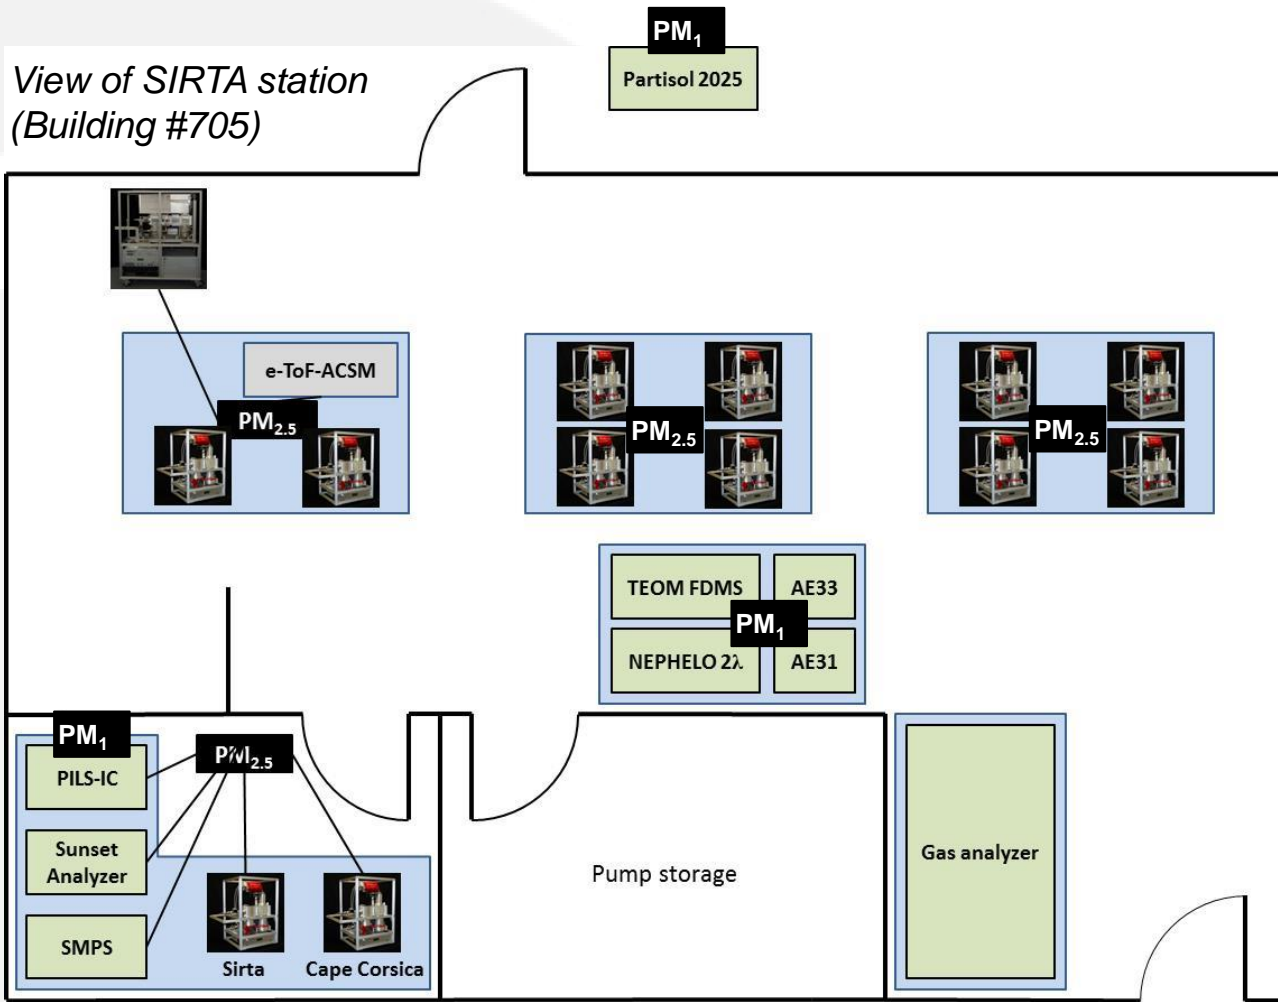 View of SIRTA station
(Building #705)
PM1
Partisol 2025
e-ToF-ACSM
PM2.5
PM2.5
PM2.5
TEOM FDMS
AE33
PM1
NEPHELO 2λ
AE31
PM1
PILS-IC
PM2.5
Sunset
Analyzer
SMPS
Sirta
Cape Corsica
Pump storage
Gas analyzer